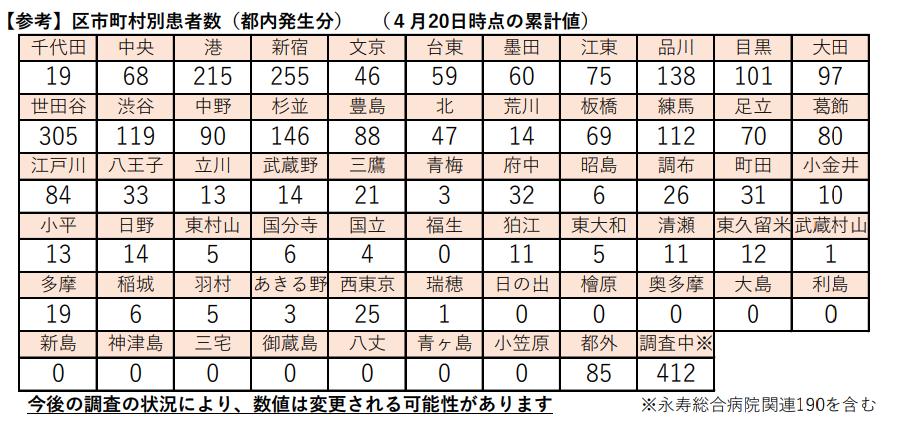 【参考】区市町村別患者数（都内発生分）　（４月20日時点の累計値）
千代田 中央 港 新宿 文京 台東 墨田 江東 品川 目黒 大田
19 68 215 255 46 59 60 75 138 101 97
世田谷 渋谷 中野 杉並 豊島 北 荒川 板橋 練馬 足立 葛飾
305 119 90 146 88 47 14 69 112 70 80
江戸川 八王子 立川 武蔵野 三鷹 青梅 府中 昭島 調布 町田 小金井
84 33 13 14 21 3 32 6 26 31 10
小平 日野 東村山 国分寺 国立 福生 狛江 東大和 清瀬 東久留米 武蔵村山
13 14 5 6 4 0 11 5 11 12 1
多摩 稲城 羽村 あきる野 西東京 瑞穂 日の出 檜原 奥多摩 大島 利島
19 6 5 3 25 1 0 0 0 0 0
新島 神津島 三宅 御蔵島 八丈 青ヶ島 小笠原 都外 調査中※
0 0 0 0 0 0 0 85 412
今後の調査の状況により、数値は変更される可能性があります ※永寿総合病院関連190を含む